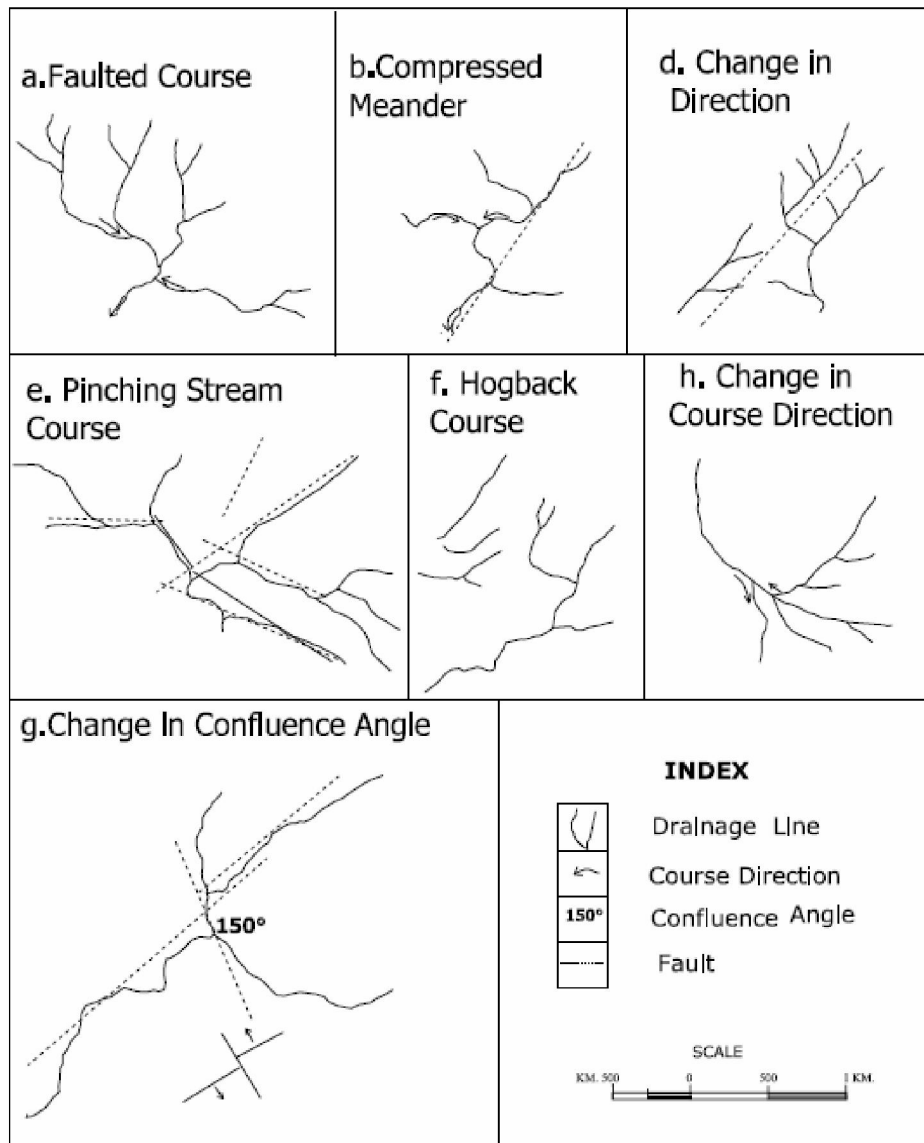 a.Faulted Course
b.Compressed
Meander
d. Change in
Direction
e. Pinching Stream
Course
f. Hogback
Course
h. Change in
Course Direction
g.Change In Confluence Angle
150°
INDEX
Drainage Line
Course Direction
150°
Confluence Angle
Fault
SCALE
KM. 500 0 500 1 KM.